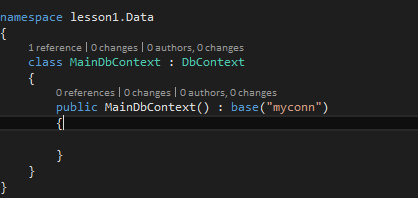 namespace lesson1.Data
{
1 reference | 0 changes | 0 authors, 0 changes
class MainDbContext : DbContext
{
0 references | 0 changes | 0 authors, 0 changes
public MainDbContext() : base("myconn")
{
}
}
}